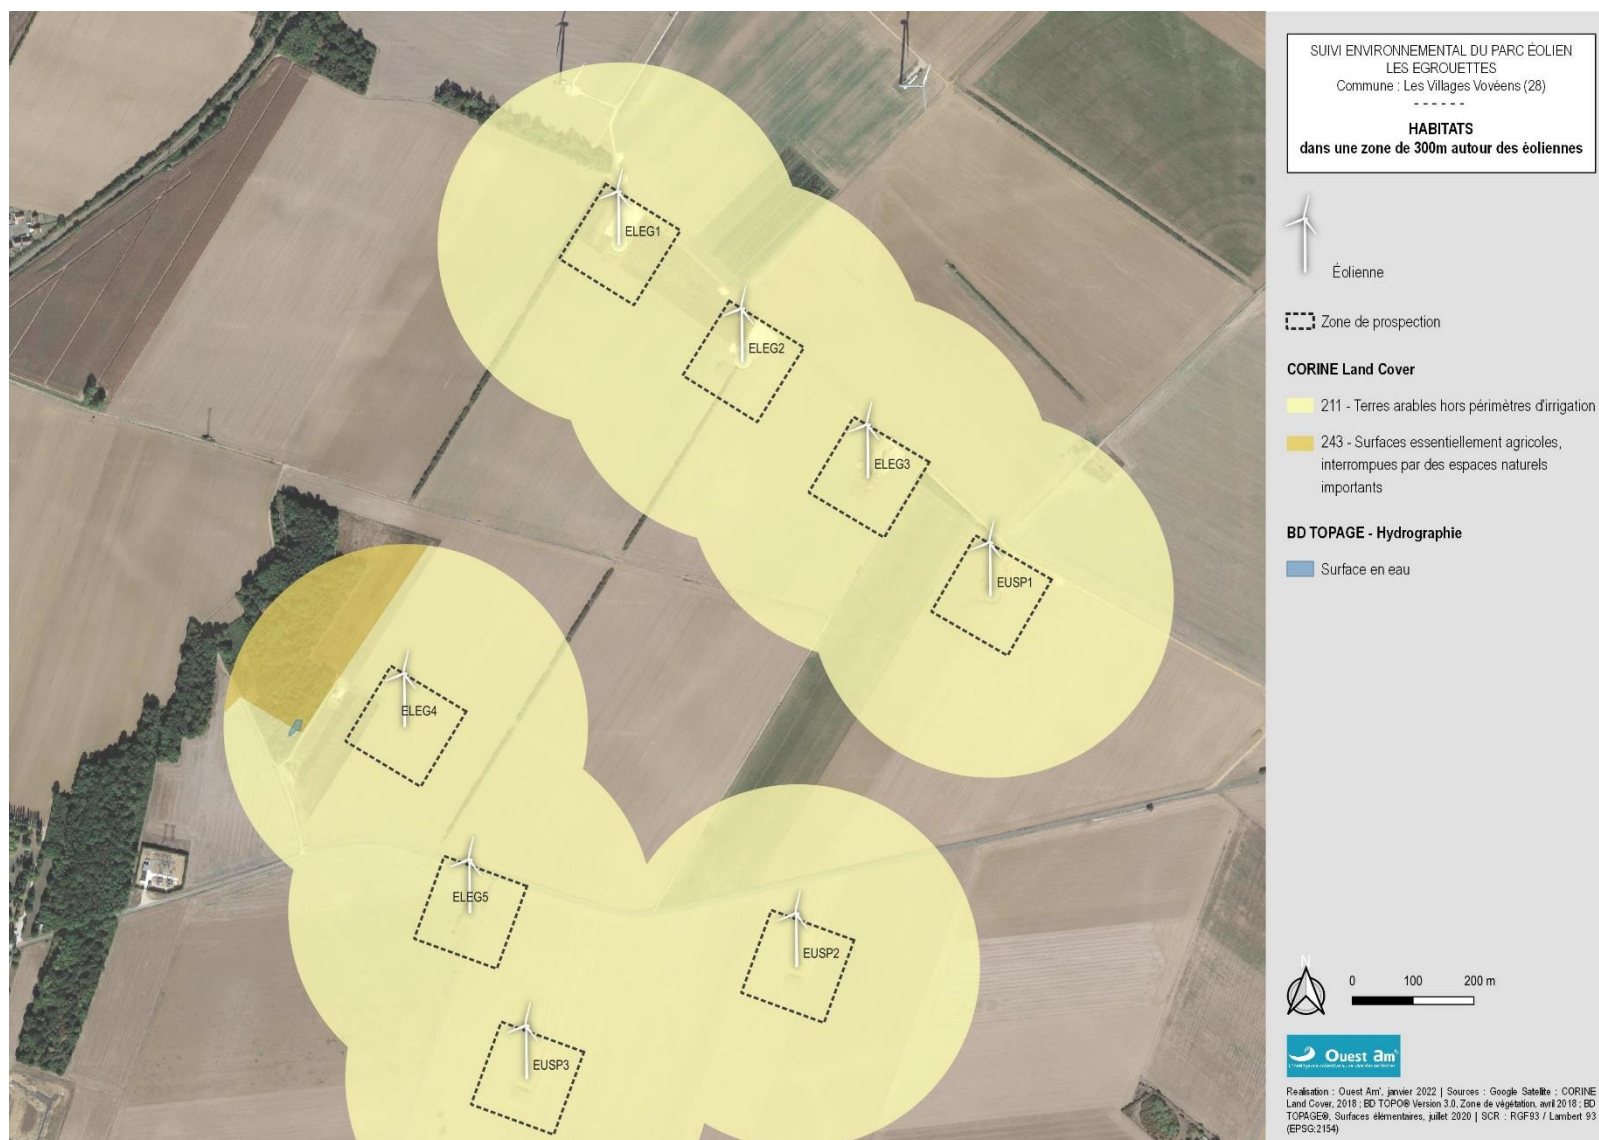 SUIVI ENVIRONNEMENTAL DU PARC ÉOLIEN
LES EGROUETTES
Commune : Les Villages Vovéens (28)
------
HABITATS
dans une zone de 300m autour des éoliennes
Éolienne
Zone de prospection
CORINE Land Cover
211 - Terres arables hors périmètres d'irrigation
243 - Surfaces essentiellement agricoles,
interrompues par des espaces naturels
importants
BD TOPAGE - Hydrographie
Surface en eau
ELEG1
ELEG2
ELEG3
EUSP1
ELEG4
ELEG5
EUSP2
EUSP3
N
0 100 200 m
Ouest am'
Realisation : Ouest Am', janvier 2022 | Sources : Google Satellite ; CORINE
Land Cover, 2018 ; BD TOPO® Version 3.0, Zone de végétation, avril 2018 ; BD
TOPAGE®, Surfaces élémentaires, juillet 2020 | SCR : RGF93 / Lambert 93
(EPSG:2154)